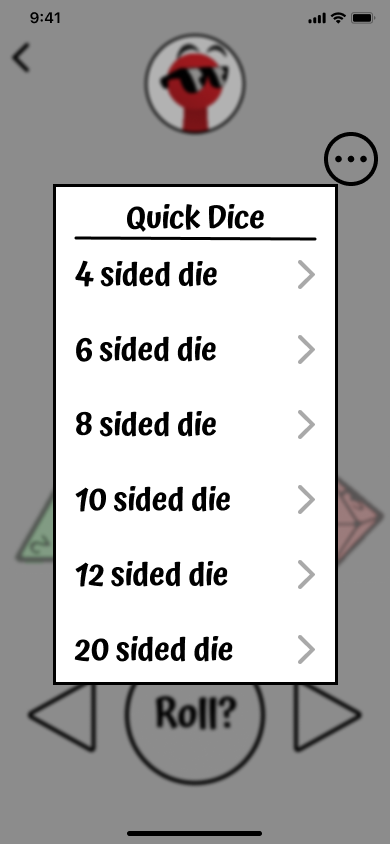 9:41
Quick Dice
4 sided die
6 sided die
8 sided die
10 sided die
12 sided die
20 sided die
Roll?